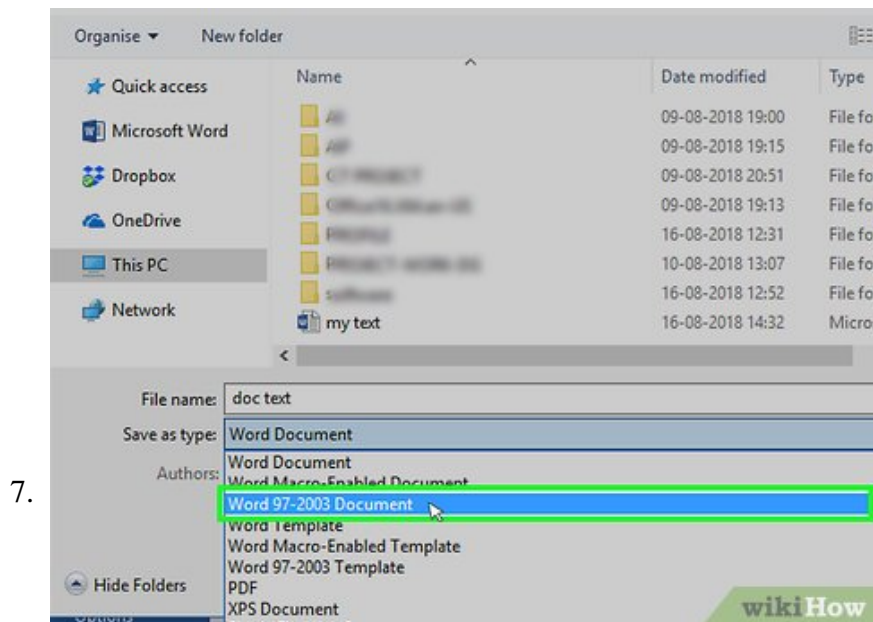 Organise New folder
Quick access
Microsoft Word
Dropbox
OneDrive
This PC
Network
Name Date modified Type
09-08-2018 19:00 File fo
09-08-2018 19:15 File fo
09-08-2018 20:51 File fo
09-08-2018 19:13 File fo
16-08-2018 12:31 File fo
10-08-2018 13:07 File fo
16-08-2018 12:52 File fo
my text 16-08-2018 14:32 Micro
File name: doc text
Save as type: Word Document
Authors:
Word Document
Word Macro-Enabled Document
Word 97-2003 Document
Word Template
Word Macro-Enabled Template
Word 97-2003 Template
PDF
XPS Document
7.
Hide Folders
Options
wikiHow